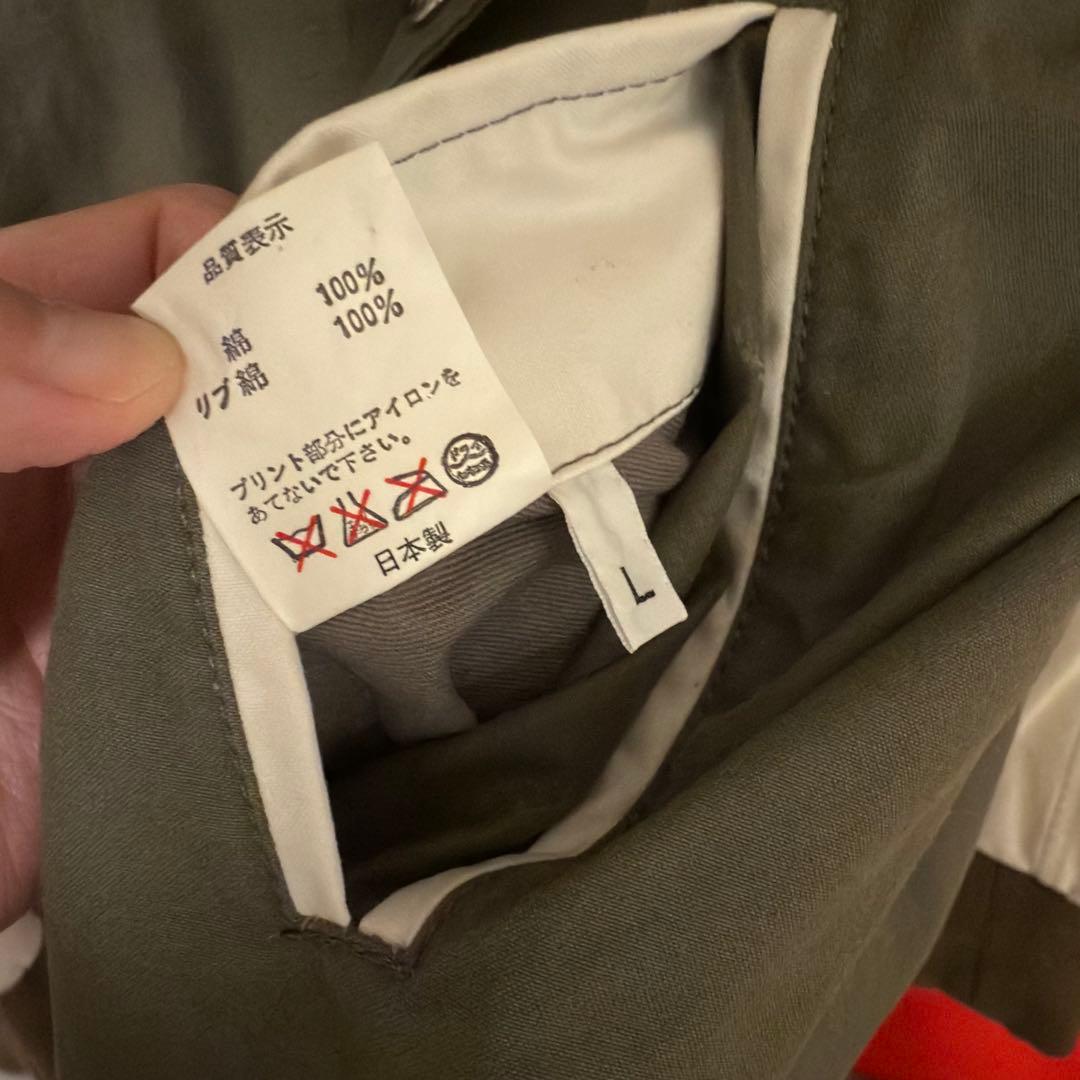 品質表示
綿 100%
リブ綿 100%
プリント部分にアイロンを
あてないで下さい。
日本製
L